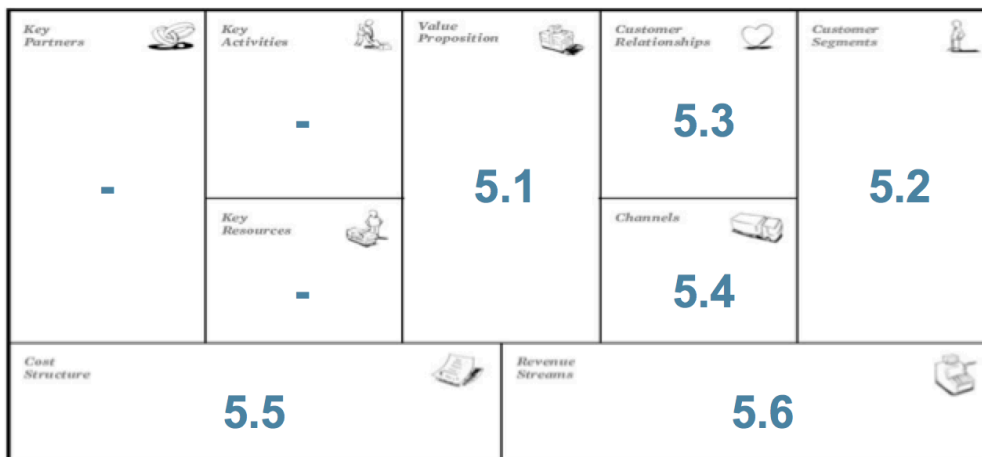 Key
Partners
-
Key
Activities
-
Key
Resources
-
Value
Proposition
5.1
Customer
Relationships
5.3
Channels
5.4
Customer
Segments
5.2
Cost
Structure
5.5
Revenue
Streams
5.6